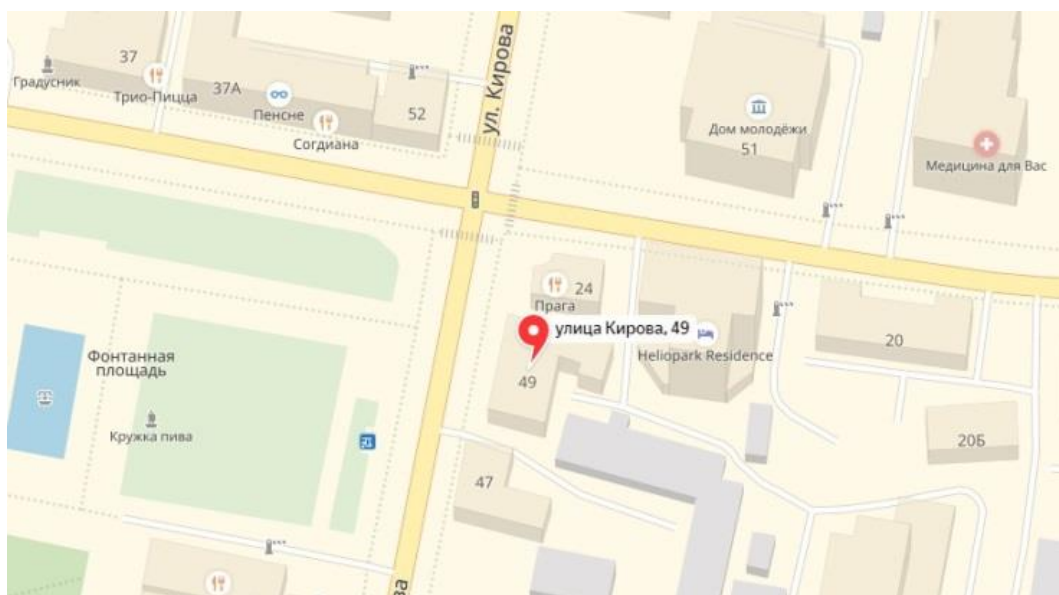 ул. Кирова
37
Градусник
Трио-Пицца
37А
Пенсне
Согдиана
52
Дом молодёжи
51
Медицина для Вас
24
Прага
улица Кирова, 49
Heliopark Residence
20
49
Фонтанная
площадь
Кружка пива
20Б
47
ва